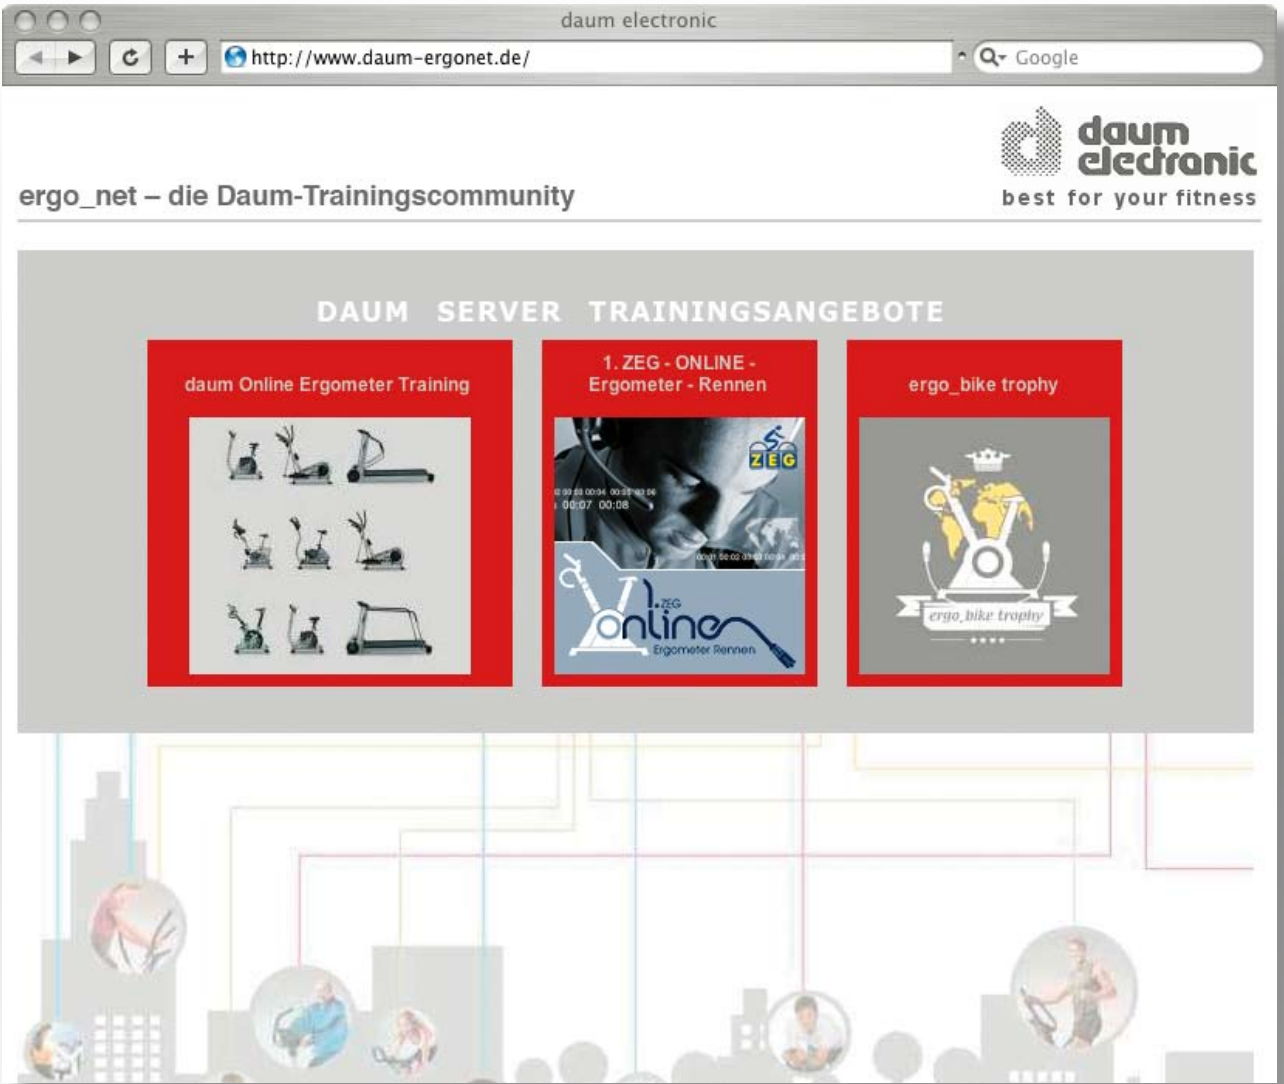 daum electronic
http://www.daum-ergonet.de/
Google
daum
electronic
best for your fitness
ergo_net – die Daum-Trainingscommunity
DAUM SERVER TRAININGSANGEBOTE
daum Online Ergometer Training
1. ZEG - ONLINE -
Ergometer - Rennen
ergo_bike trophy
ZEG
00:07 00:08
1. ZEG
online
Ergometer Rennen
ergo_bike trophy